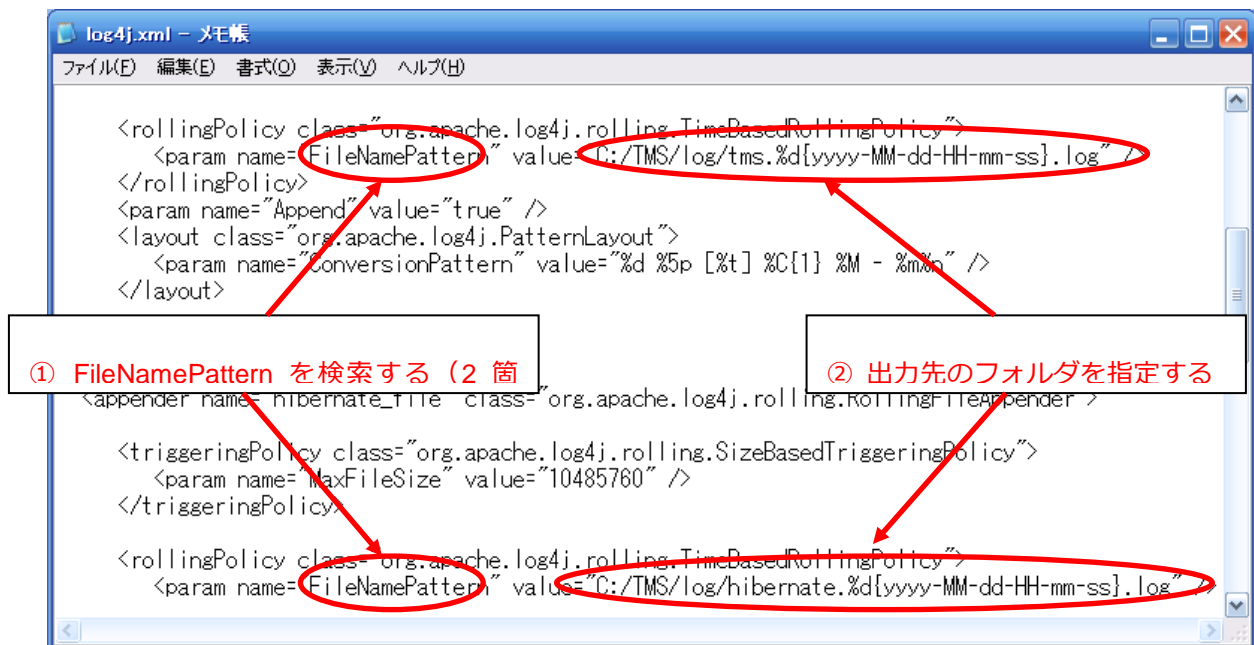 log4j.xml - メモ帳
ファイル(F) 編集(E) 書式(O) 表示(V) ヘルプ(H)
<rollingPolicy class="org.apache.log4j.rolling.TimeBasedRollingPolicy">
<param name="FileNamePattern" value="C:/TMS/log/tms.%d{yyyy-MM-dd-HH-mm-ss}.log" />
</rollingPolicy>
<param name="Append" value="true" />
<layout class="org.apache.log4j.PatternLayout">
<param name="ConversionPattern" value="%d %5p [%t] %C{1} %M - %m%n" />
</layout>
① FileNamePattern を検索する（2 箇
② 出力先のフォルダを指定する
<appender name="hibernate_file" class="org.apache.log4j.rolling.RollingFileAppender">
<triggeringPolicy class="org.apache.log4j.rolling.SizeBasedTriggeringPolicy">
<param name="MaxFileSize" value="10485760" />
</triggeringPolicy>
<rollingPolicy class="org.apache.log4j.rolling.TimeBasedRollingPolicy">
<param name="FileNamePattern" value="C:/TMS/log/hibernate.%d{yyyy-MM-dd-HH-mm-ss}.log" />